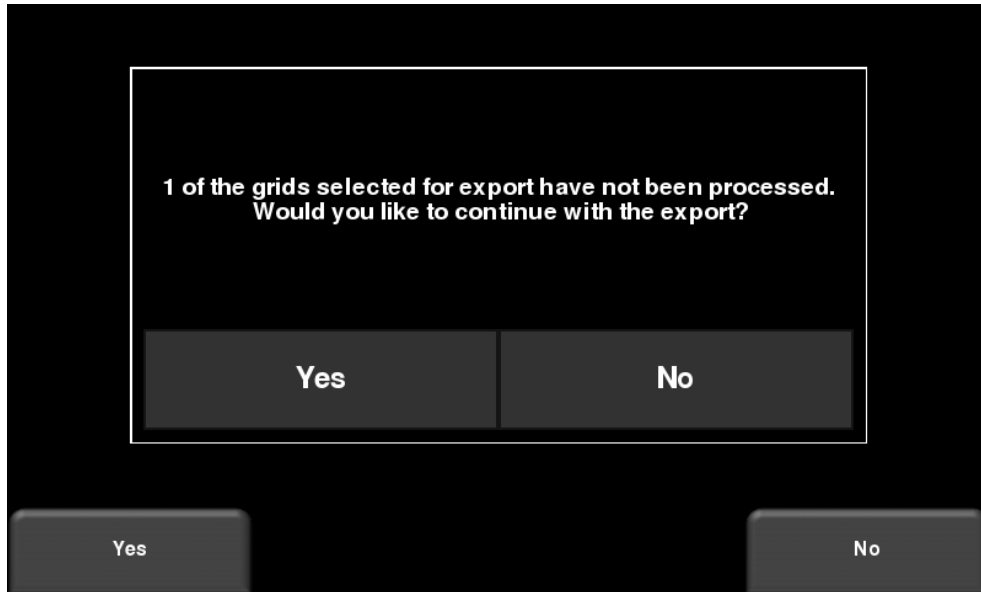 1 of the grids selected for export have not been processed.
Would you like to continue with the export?
Yes
No
Yes
No